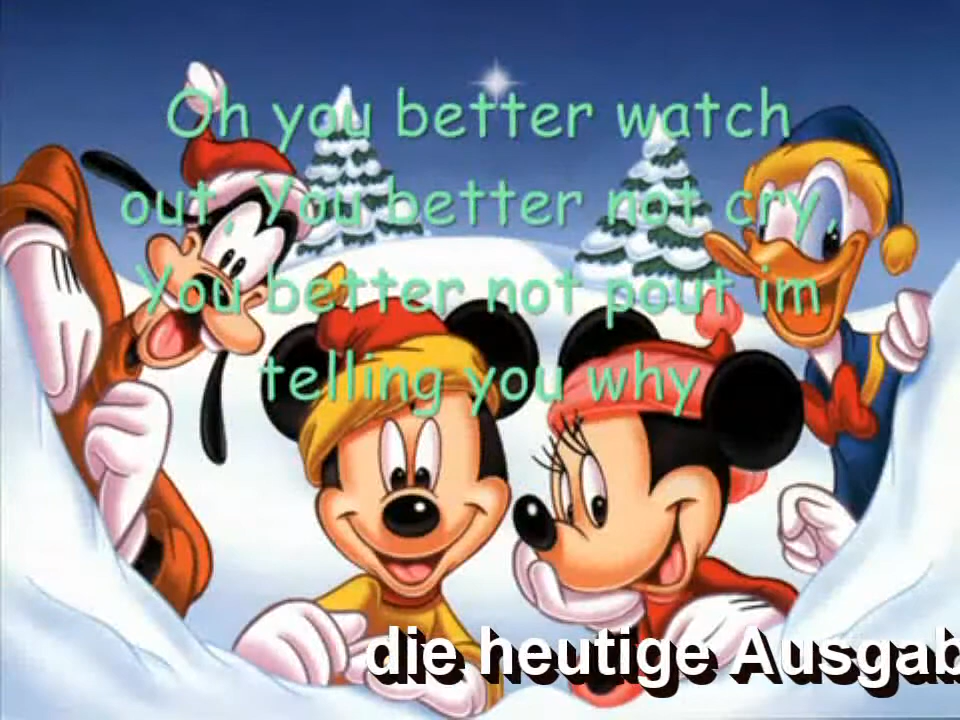 Oh you better watch
out, You better not cry,
You better not pout im
telling you why
die heutige Ausgab